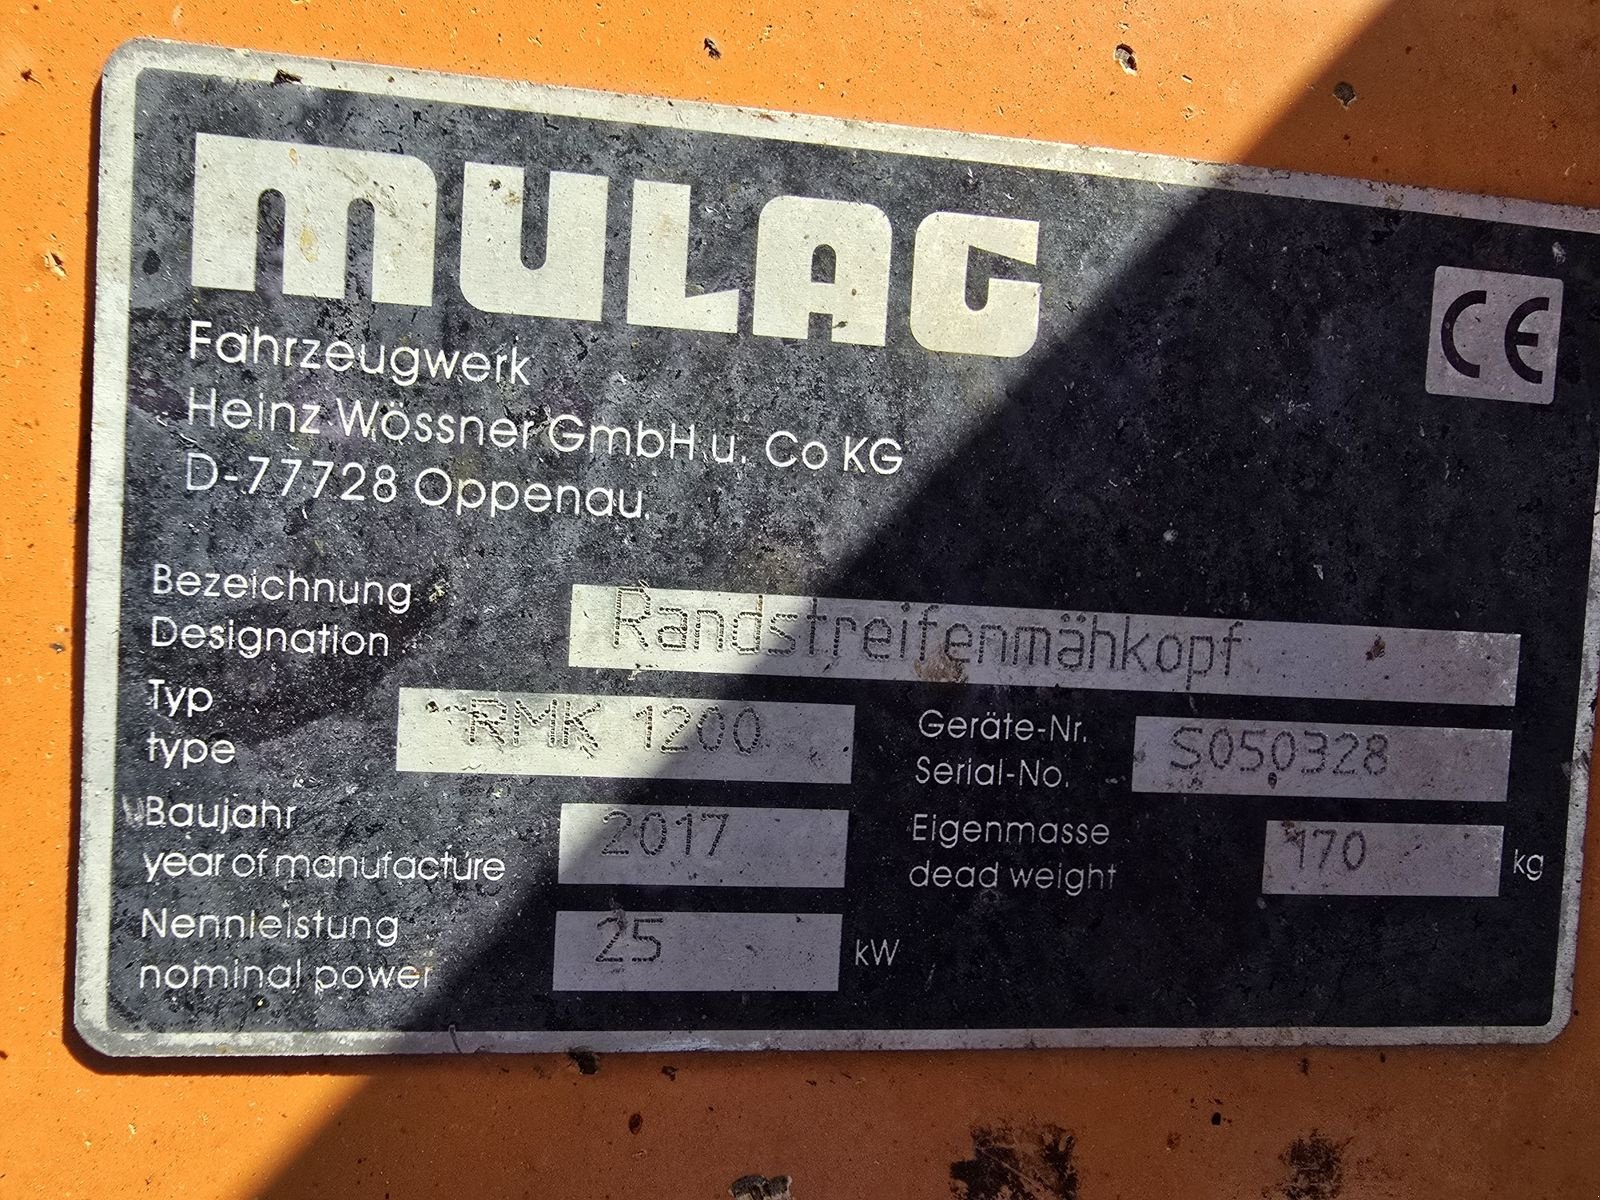 MULAG
CE
Fahrzeugwerk
Heinz Wössner GmbH u. Co KG
D-77728 Oppenau.
Bezeichnung
Designation
Randstreifenmähkopf
Typ
type
RMK 1200
Geräte-Nr.
Serial-No.
S050328
Baujahr
year of manufacture
2017
Eigenmasse
dead weight
170
kg
Nennleistung
nominal power
25
kW